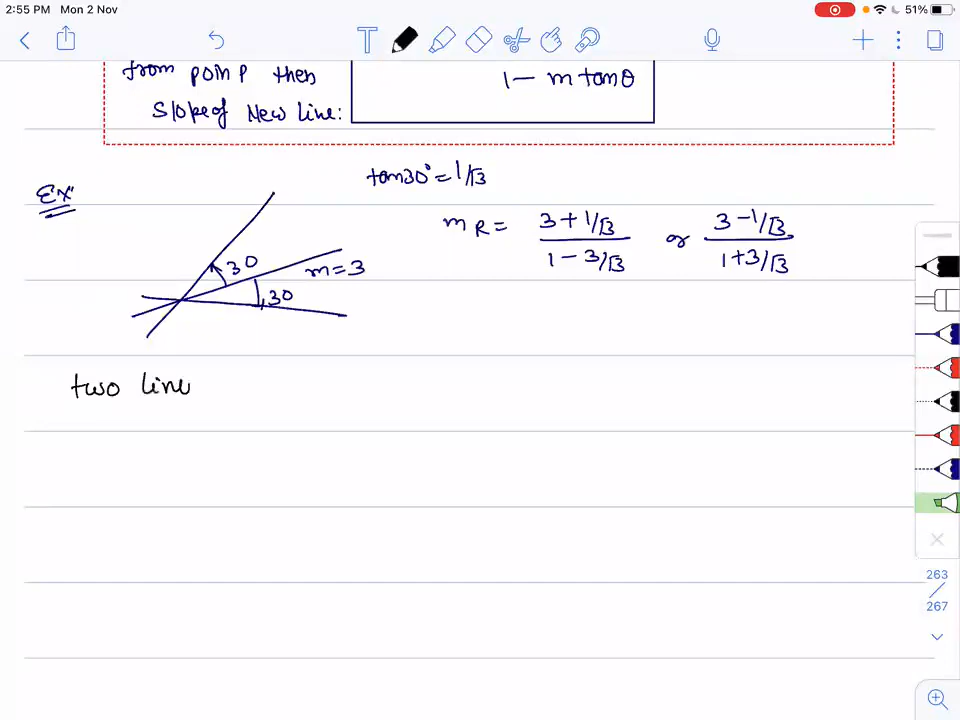 2:55 PM Mon 2 Nov
51%
from poin P then
1 - m tanθ
Slope of New line:
Ex
tan30° = 1/√3
m_R = 3+1/√3 / 1-3/√3 or 3-1/√3 / 1+3/√3
30
m=3
30
two line
263
/
267